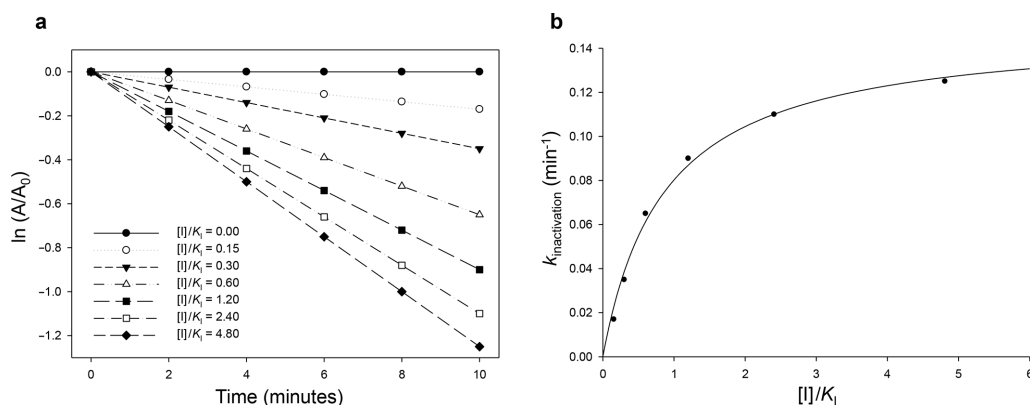 a
ln (A/A0)
0.0
−0.2
−0.4
−0.6
−0.8
−1.0
−1.2
[I]/KI = 0.00
[I]/KI = 0.15
[I]/KI = 0.30
[I]/KI = 0.60
[I]/KI = 1.20
[I]/KI = 2.40
[I]/KI = 4.80
0 2 4 6 8 10
Time (minutes)
b
kinactivation (min-1)
0.14
0.12
0.10
0.08
0.06
0.04
0.02
0.00
0 1 2 3 4 5 6
[I]/KI